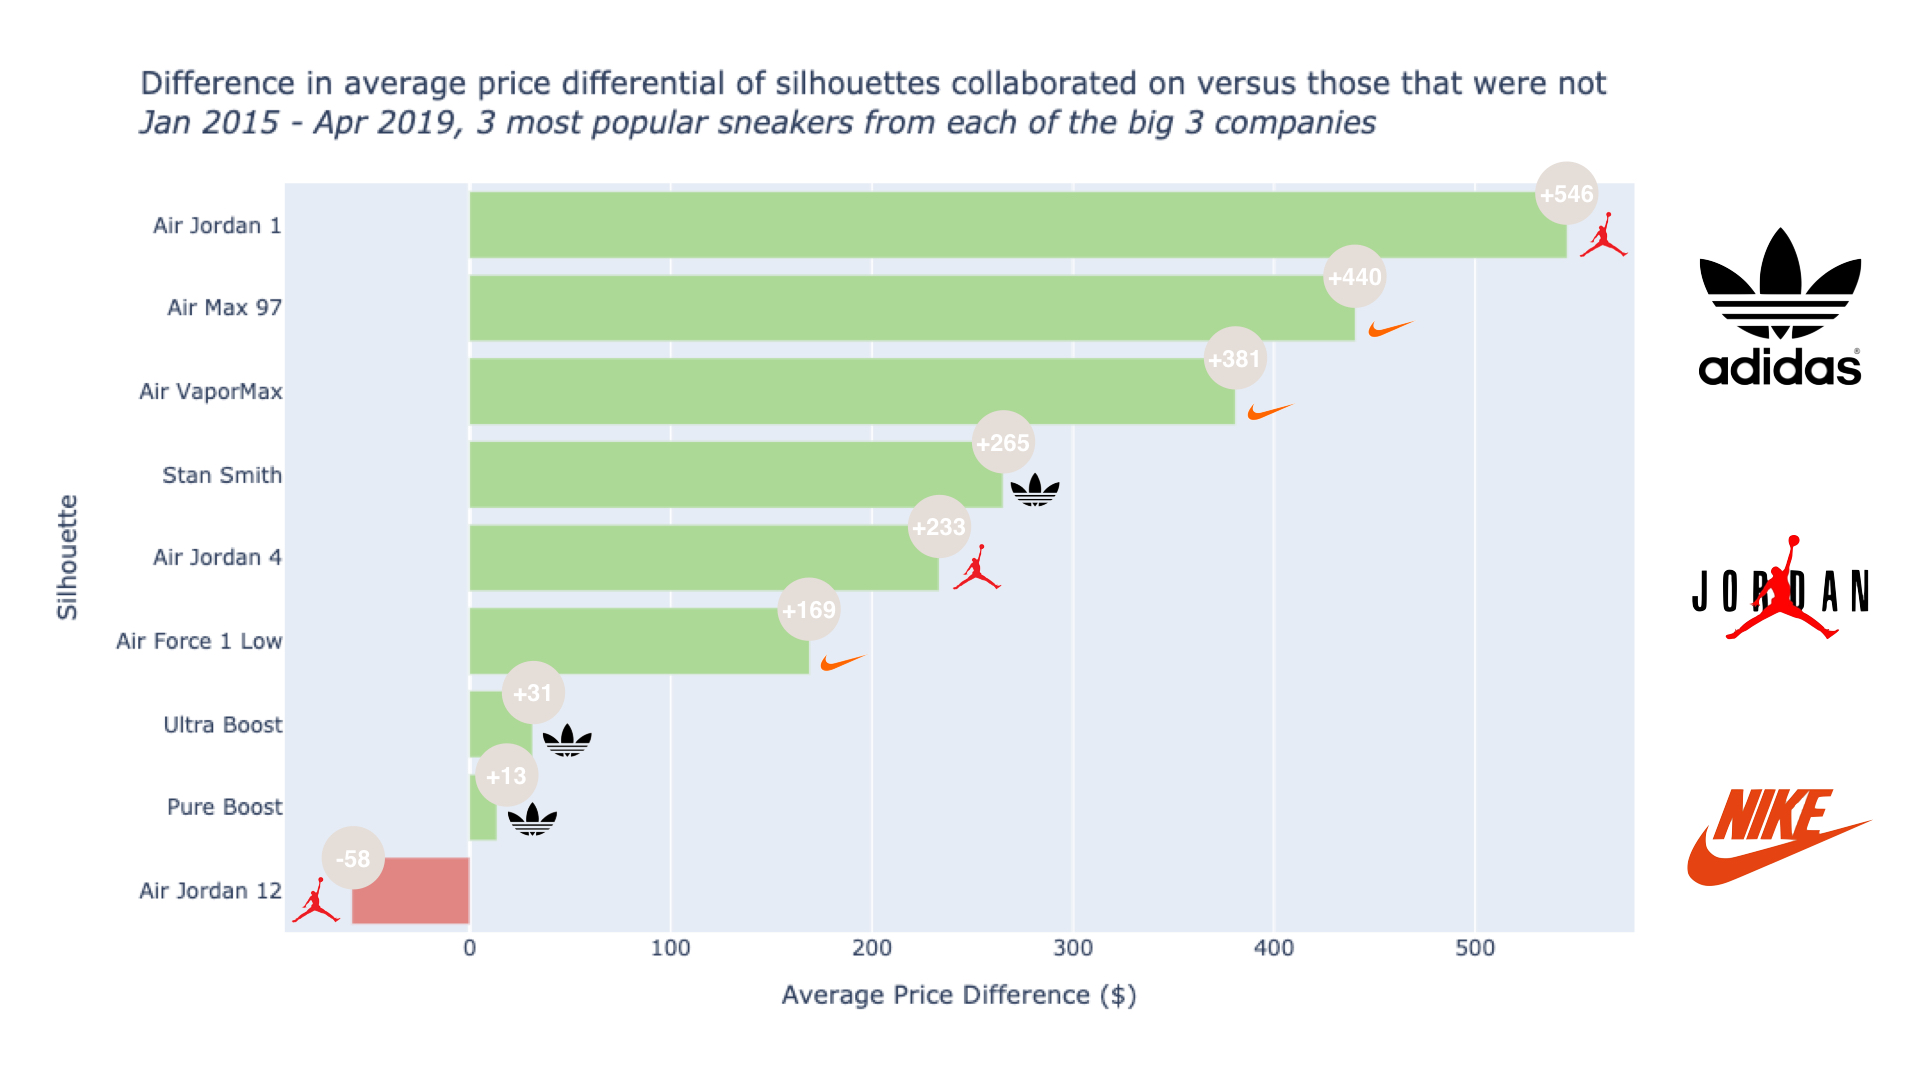 Difference in average price differential of silhouettes collaborated on versus those that were not
Jan 2015 - Apr 2019, 3 most popular sneakers from each of the big 3 companies
Silhouette
Air Jordan 1
+546
Air Max 97
+440
Air VaporMax
+381
Stan Smith
+265
Air Jordan 4
+233
Air Force 1 Low
+169
Ultra Boost
+31
Pure Boost
+13
Air Jordan 12
-58
0 100 200 300 400 500
Average Price Difference ($)
adidas®
JORDAN
NIKE